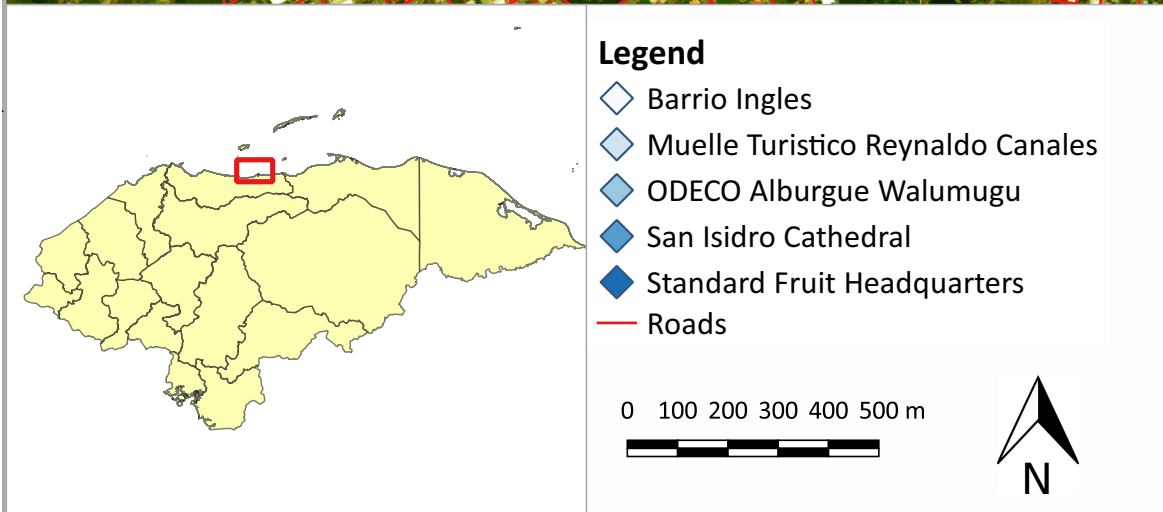 Legend
Barrio Ingles
Muelle Turistico Reynaldo Canales
ODECO Alburgue Walumugu
San Isidro Cathedral
Standard Fruit Headquarters
Roads
0 100 200 300 400 500 m
N